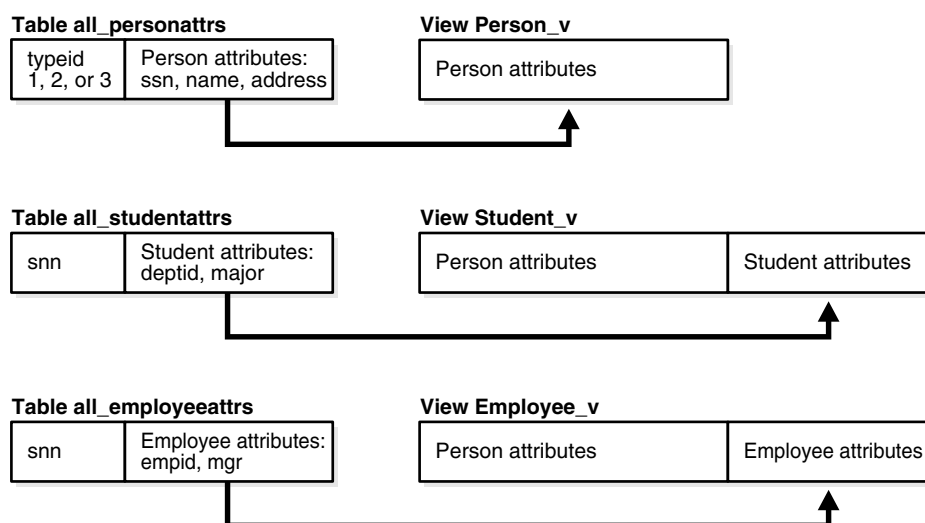 Table all_personattrs
View Person_v
typeid
1, 2, or 3
Person attributes:
ssn, name, address
Person attributes
Table all_studentattrs
View Student_v
snn
Student attributes:
deptid, major
Person attributes
Student attributes
Table all_employeeattrs
View Employee_v
snn
Employee attributes:
empid, mgr
Person attributes
Employee attributes